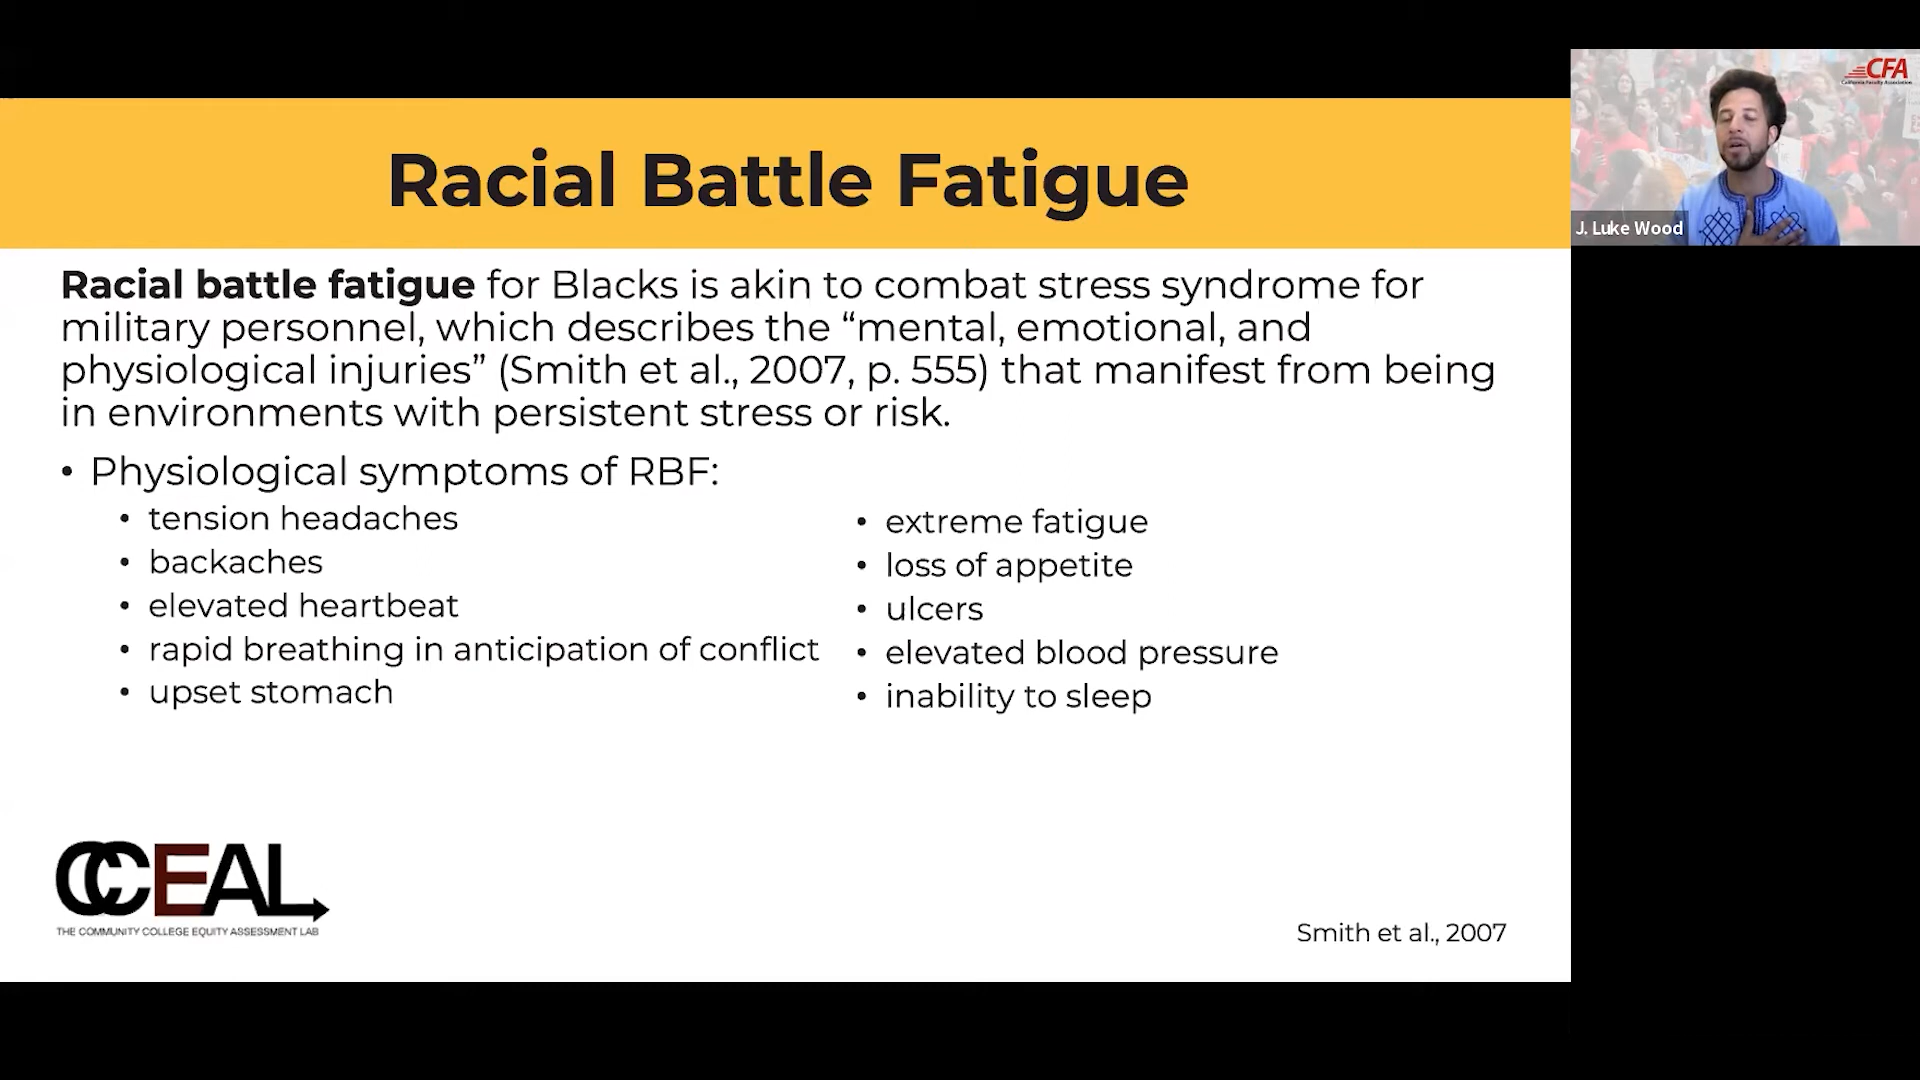 Racial Battle Fatigue
Racial battle fatigue for Blacks is akin to combat stress syndrome for
military personnel, which describes the “mental, emotional, and
physiological injuries” (Smith et al., 2007, p. 555) that manifest from being
in environments with persistent stress or risk.
• Physiological symptoms of RBF:
• tension headaches
• backaches
• elevated heartbeat
• rapid breathing in anticipation of conflict
• upset stomach
• extreme fatigue
• loss of appetite
• ulcers
• elevated blood pressure
• inability to sleep
CCEAL
THE COMMUNITY COLLEGE EQUITY ASSESSMENT LAB
Smith et al., 2007
CFA
California Faculty Association
J. Luke Wood